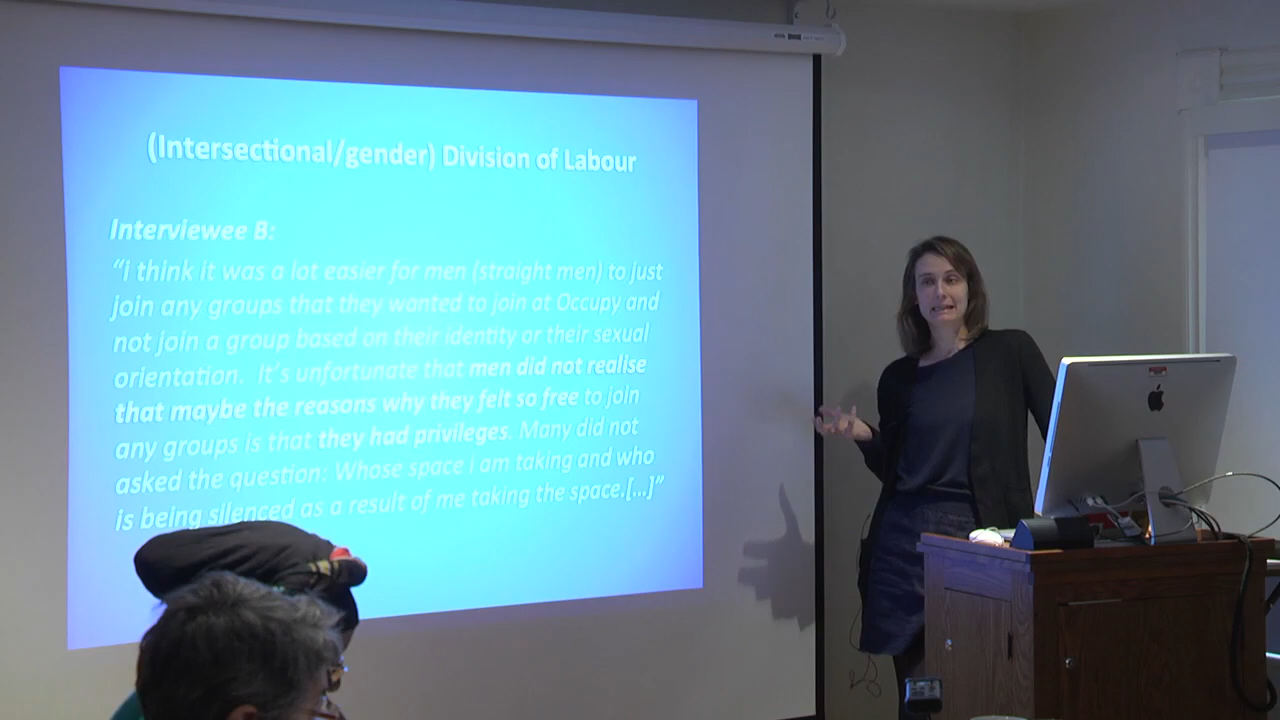 (Intersectional/gender) Division of Labour
Interviewee B:
“I think it was a lot easier for men (straight men) to just
join any groups that they wanted to join at Occupy and
not join a group based on their identity or their sexual
orientation. It’s unfortunate that men did not realise
that maybe the reasons why they felt so free to join
any groups is that they had privileges. Many did not
asked the question: Whose space i am taking and who
is being silenced as a result of me taking the space.[...]”